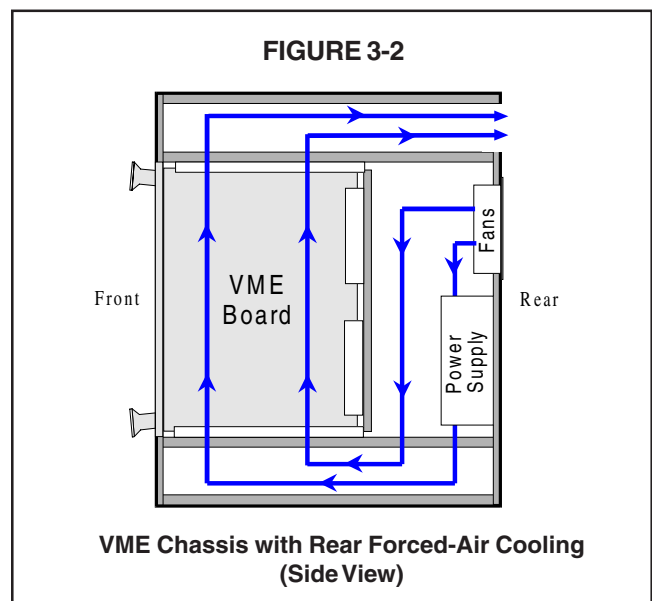 FIGURE 3-2
Fans
VME
Board
Front
Rear
Power
Supply
VME Chassis with Rear Forced-Air Cooling
(Side View)